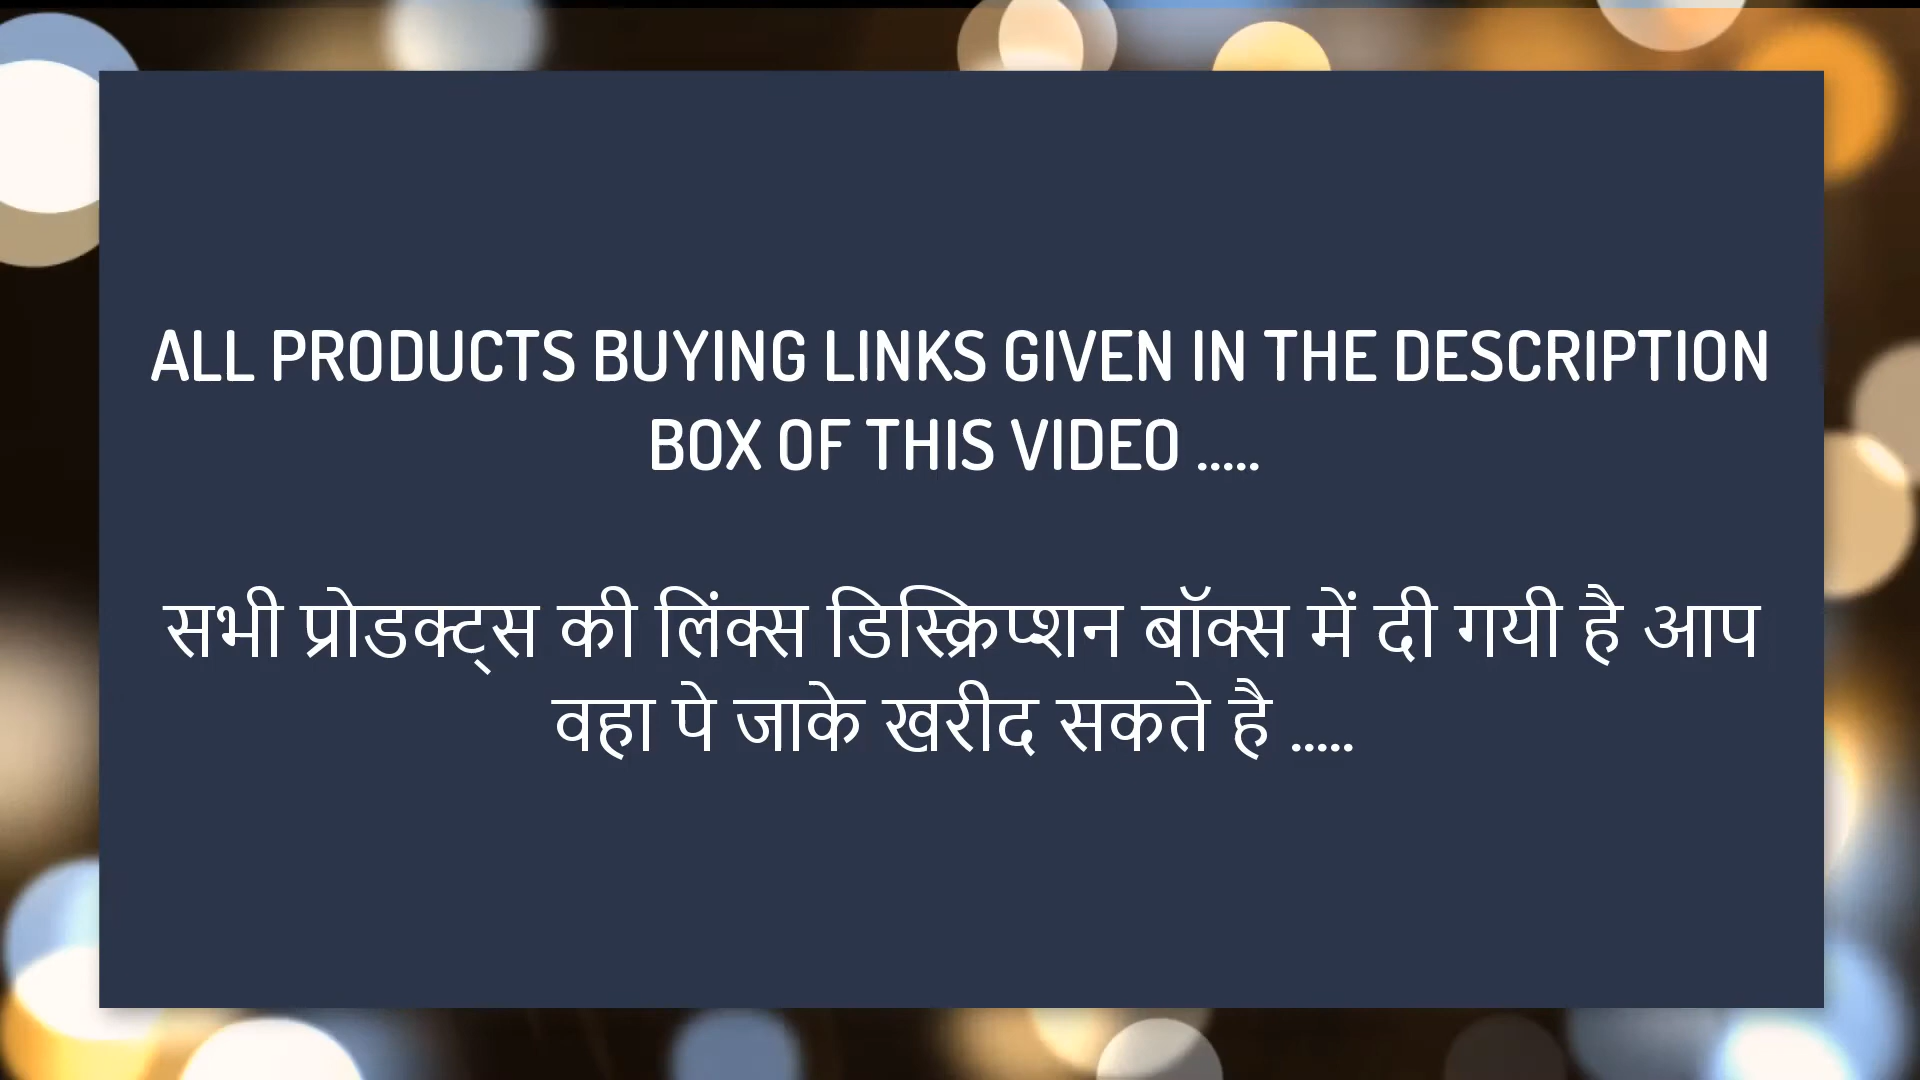 ALL PRODUCTS BUYING LINKS GIVEN IN THE DESCRIPTION
BOX OF THIS VIDEO .....
सभी प्रोडक्ट्स की लिंक्स डिस्क्रिप्शन बॉक्स में दी गयी है आप
वहा पे जाके खरीद सकते है .....